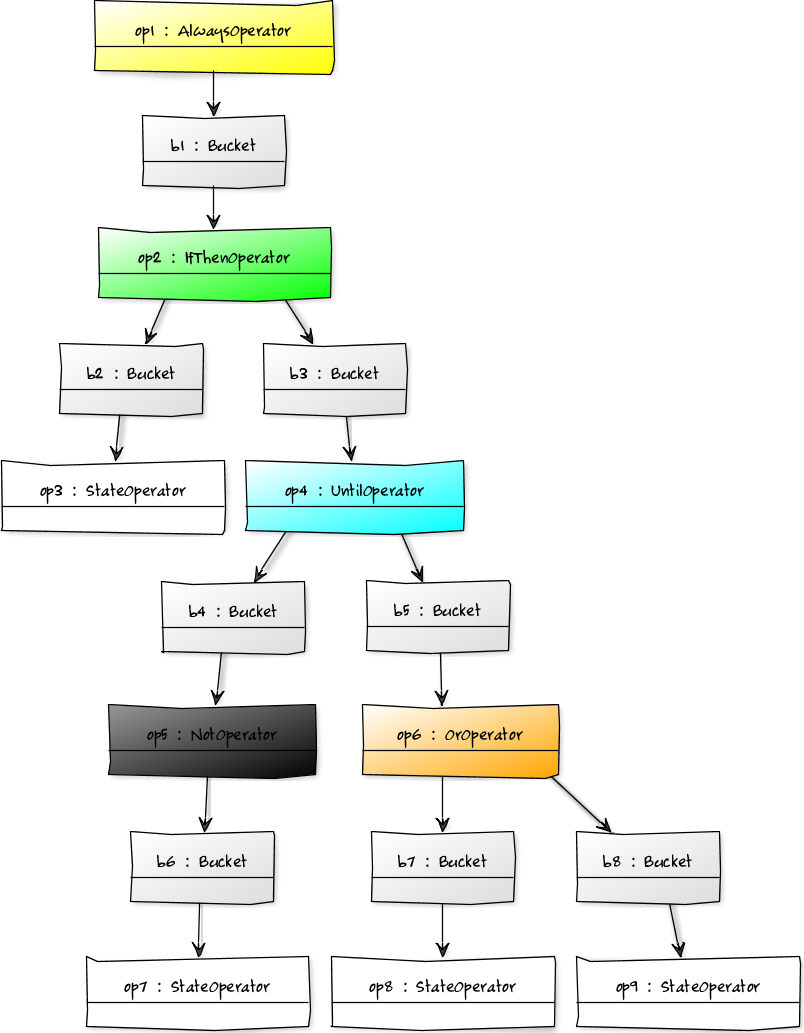 op1 : AlwaysOperator
b1 : Bucket
op2 : IfThenOperator
b2 : Bucket
b3 : Bucket
op3 : StateOperator
op4 : UntilOperator
b4 : Bucket
b5 : Bucket
op5 : NotOperator
op6 : OrOperator
b6 : Bucket
b7 : Bucket
b8 : Bucket
op7 : StateOperator
op8 : StateOperator
op9 : StateOperator